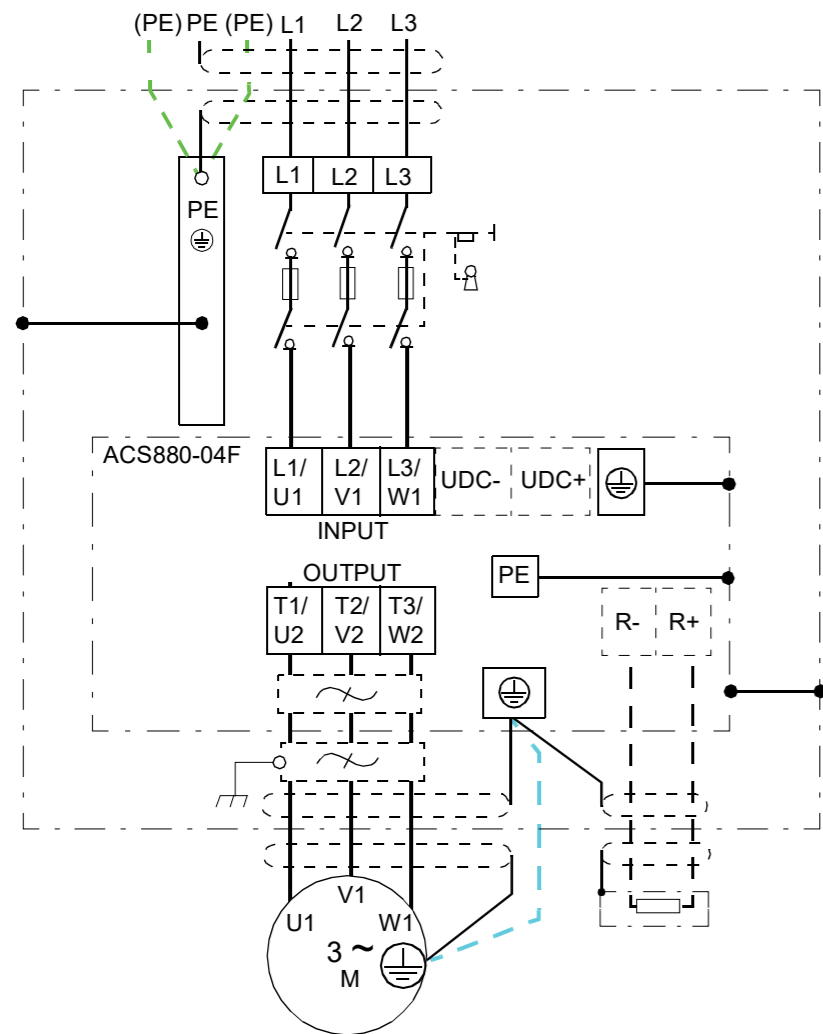 (PE) PE (PE) L1 L2 L3
L1 L2 L3
PE
ACS880-04F
L1/ L2/ L3/
U1 V1 W1
UDC- UDC+
INPUT
OUTPUT
PE
T1/ T2/ T3/
U2 V2 W2
R- R+
V1
U1 W1
3 ~
M